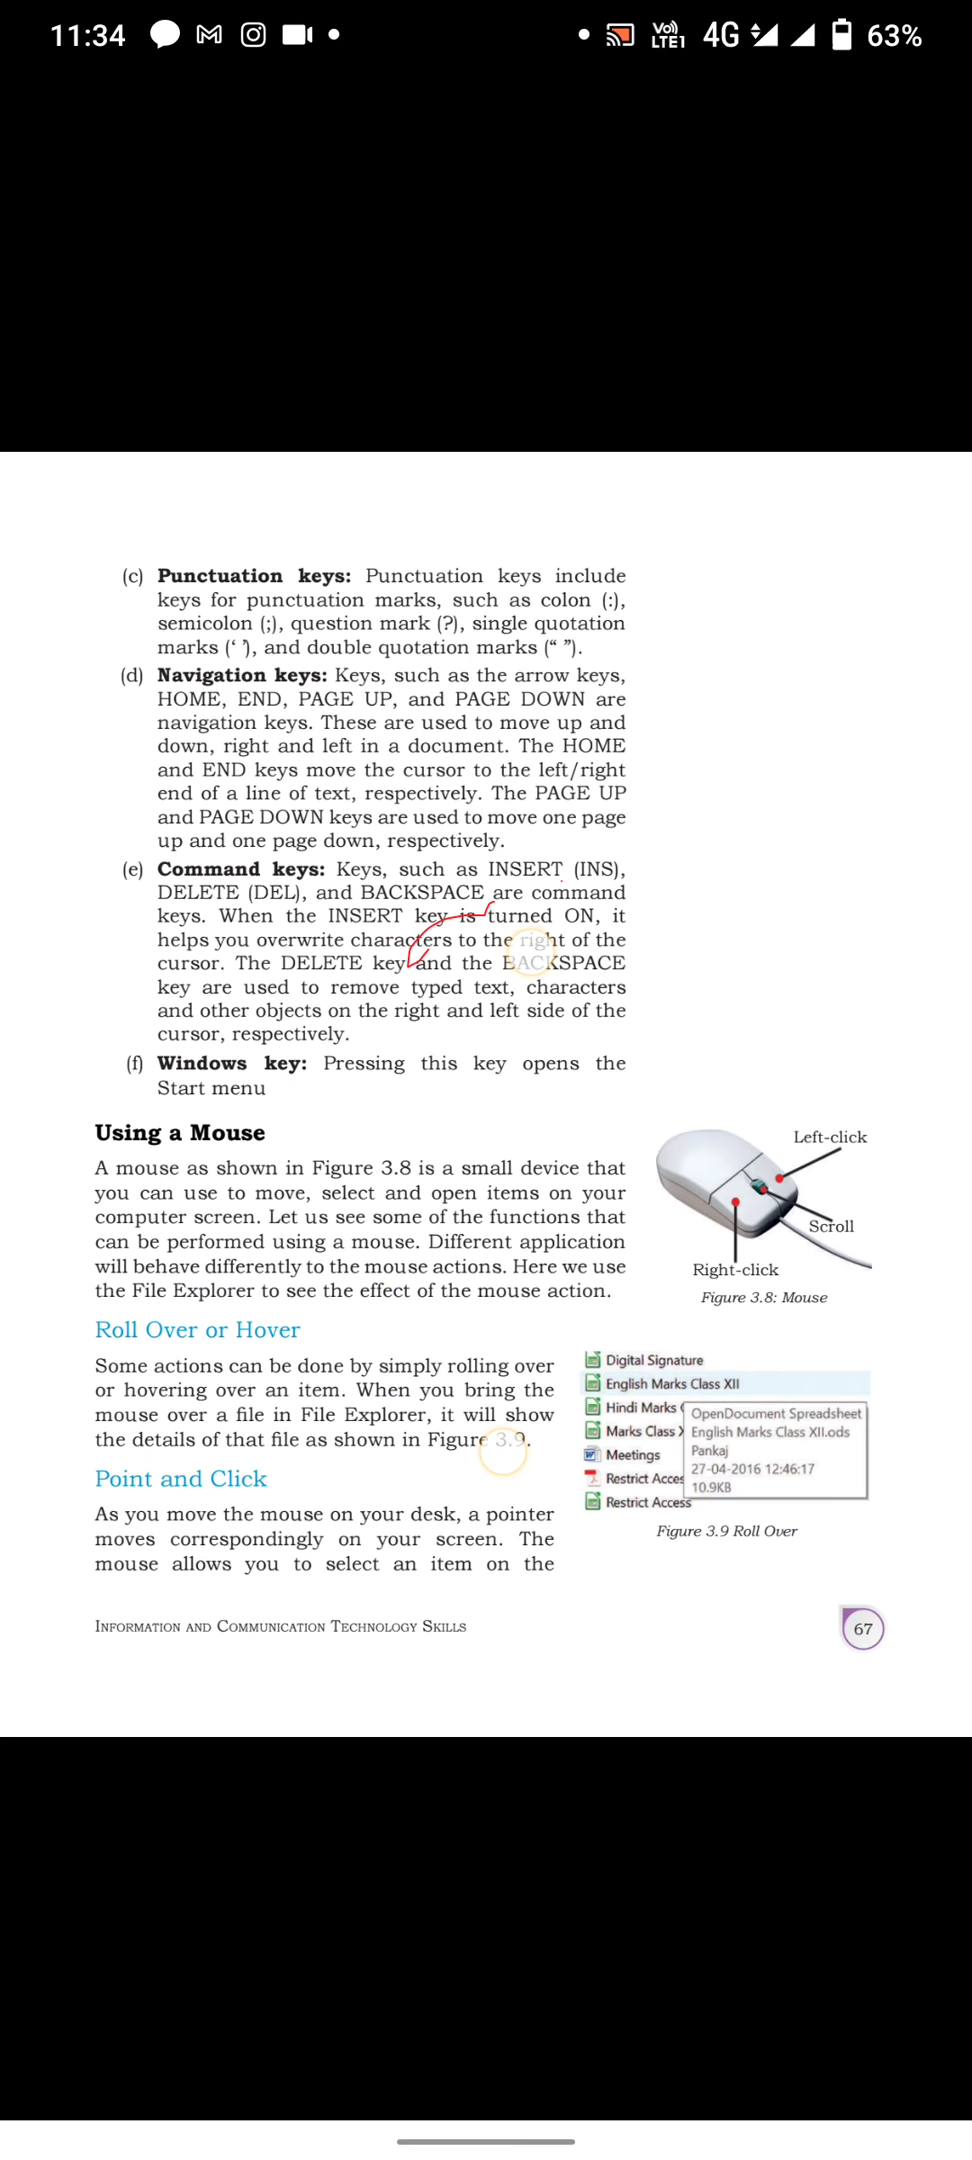 11:34
VoD
LTE1 4G 63%
(c) Punctuation keys: Punctuation keys include
keys for punctuation marks, such as colon (:),
semicolon (;), question mark (?), single quotation
marks (‘ ’), and double quotation marks (“ ”).
(d) Navigation keys: Keys, such as the arrow keys,
HOME, END, PAGE UP, and PAGE DOWN are
navigation keys. These are used to move up and
down, right and left in a document. The HOME
and END keys move the cursor to the left/right
end of a line of text, respectively. The PAGE UP
and PAGE DOWN keys are used to move one page
up and one page down, respectively.
(e) Command keys: Keys, such as INSERT (INS),
DELETE (DEL), and BACKSPACE are command
keys. When the INSERT key is turned ON, it
helps you overwrite characters to the right of the
cursor. The DELETE key and the BACKSPACE
key are used to remove typed text, characters
and other objects on the right and left side of the
cursor, respectively.
(f) Windows key: Pressing this key opens the
Start menu
Using a Mouse
A mouse as shown in Figure 3.8 is a small device that
you can use to move, select and open items on your
computer screen. Let us see some of the functions that
can be performed using a mouse. Different application
will behave differently to the mouse actions. Here we use
the File Explorer to see the effect of the mouse action.
Left-click
Scroll
Right-click
Figure 3.8: Mouse
Roll Over or Hover
Some actions can be done by simply rolling over
or hovering over an item. When you bring the
mouse over a file in File Explorer, it will show
the details of that file as shown in Figure 3.9.
Digital Signature
English Marks Class XII
Hindi Marks
Marks Class
Meetings
Restrict Acces
Restrict Access
OpenDocument Spreadsheet
English Marks Class XII.ods
Pankaj
27-04-2016 12:46:17
10.9KB
Figure 3.9 Roll Over
Point and Click
As you move the mouse on your desk, a pointer
moves correspondingly on your screen. The
mouse allows you to select an item on the
INFORMATION AND COMMUNICATION TECHNOLOGY SKILLS
67